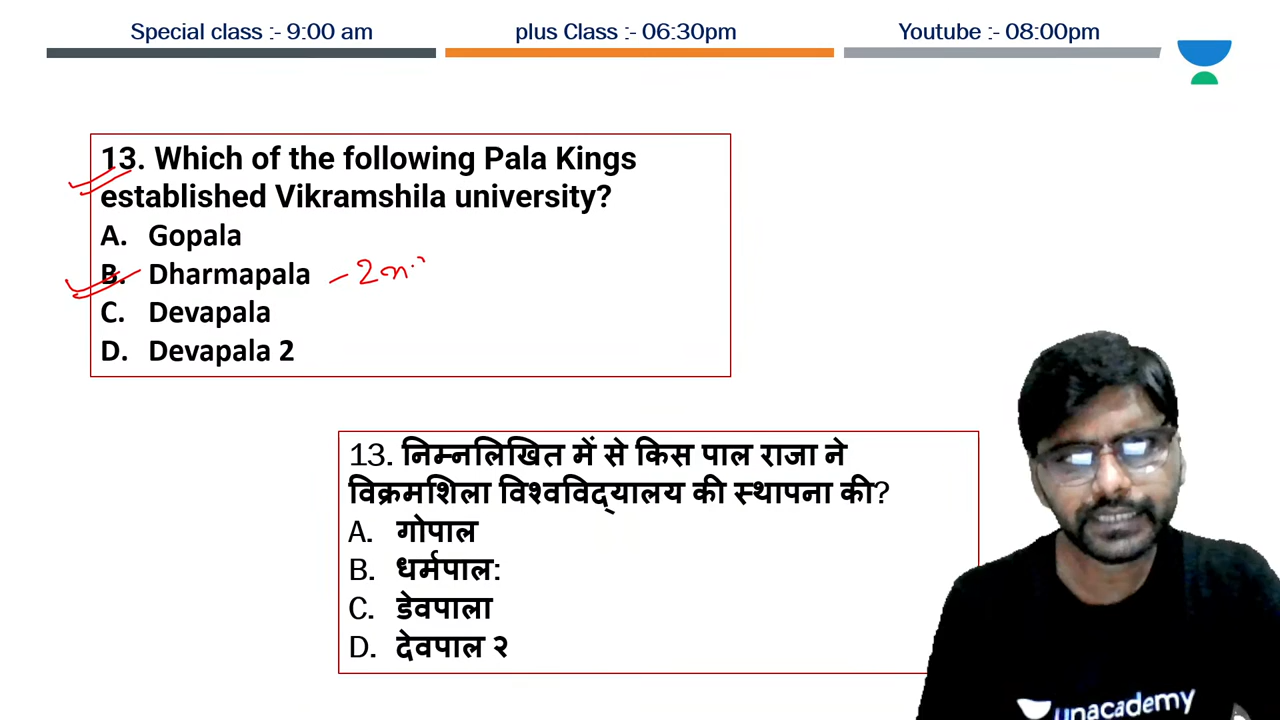 Special class :- 9:00 am
plus Class :- 06:30pm
Youtube :- 08:00pm
13. Which of the following Pala Kings
established Vikramshila university?
A. Gopala
B. Dharmapala
C. Devapala
D. Devapala 2
13. निम्नलिखित में से किस पाल राजा ने
विक्रमशिला विश्वविद्‌यालय की स्थापना की?
A. गोपाल
B. धर्मपाल:
C. डेवपाला
D. देवपाल २
unacademy